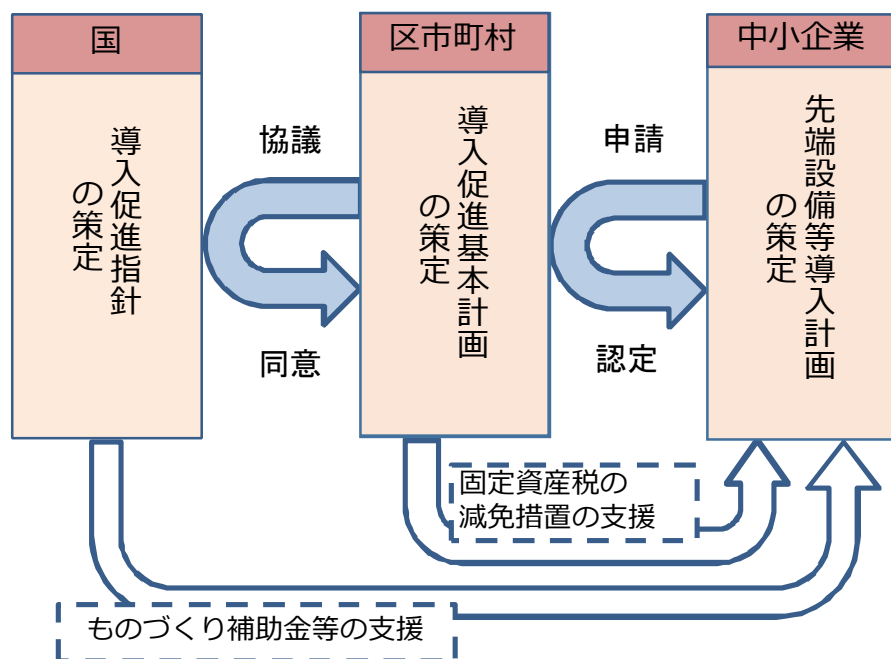 国
導入促進指針
の策定
協議
同意
区市町村
導入促進基本計画
の策定
申請
認定
中小企業
先端設備等導入計画
の策定
固定資産税の
減免措置の支援
ものづくり補助金等の支援